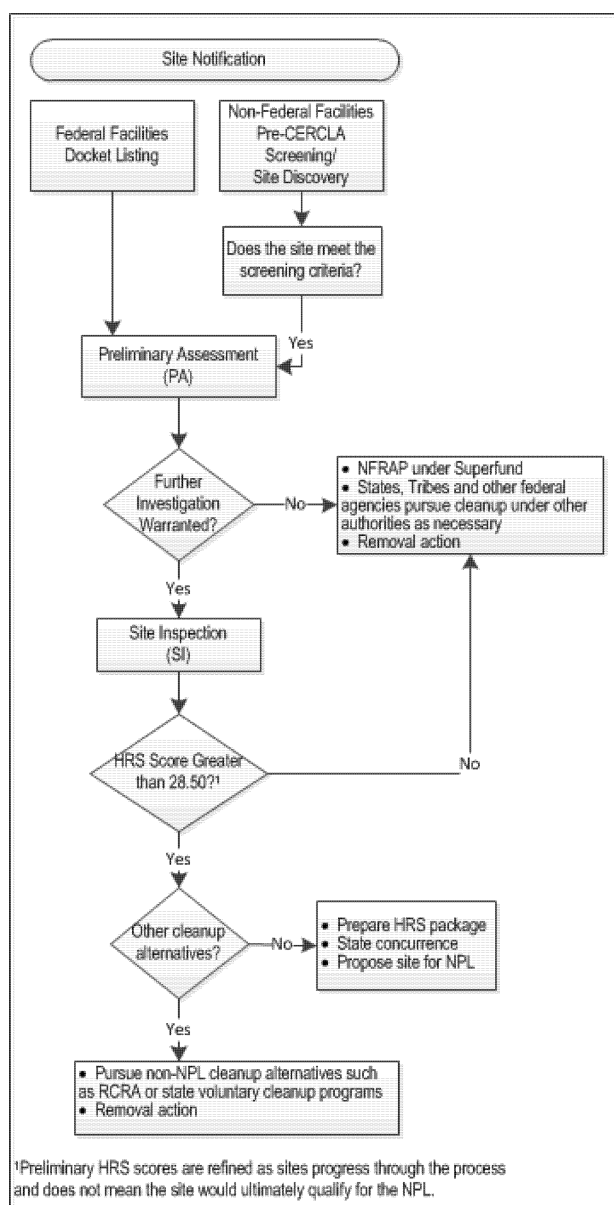 Site Notification
Federal Facilities
Docket Listing
Non-Federal Facilities
Pre-CERCLA
Screening/
Site Discovery
Does the site meet the
screening criteria?
Yes
Preliminary Assessment
(PA)
Further
Investigation
Warranted?
No
• NFRAP under Superfund
• States, Tribes and other federal
agencies pursue cleanup under other
authorities as necessary
• Removal action
Yes
Site Inspection
(SI)
HRS Score Greater
than 28.50?¹
No
Yes
Other cleanup
alternatives?
No
• Prepare HRS package
• State concurrence
• Propose site for NPL
Yes
• Pursue non-NPL cleanup alternatives such
as RCRA or state voluntary cleanup programs
• Removal action
¹Preliminary HRS scores are refined as sites progress through the process
and does not mean the site would ultimately qualify for the NPL.